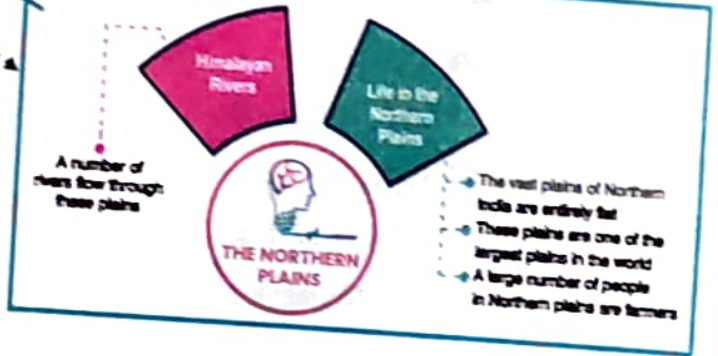 Himalayan
Rivers
Life in the
Northern
Plains
A number of
rivers flow through
these plains
THE NORTHERN
PLAINS
The vast plains of Northern
India are entirely flat
These plains are one of the
largest plains in the world
A large number of people
in Northern plains are farmers